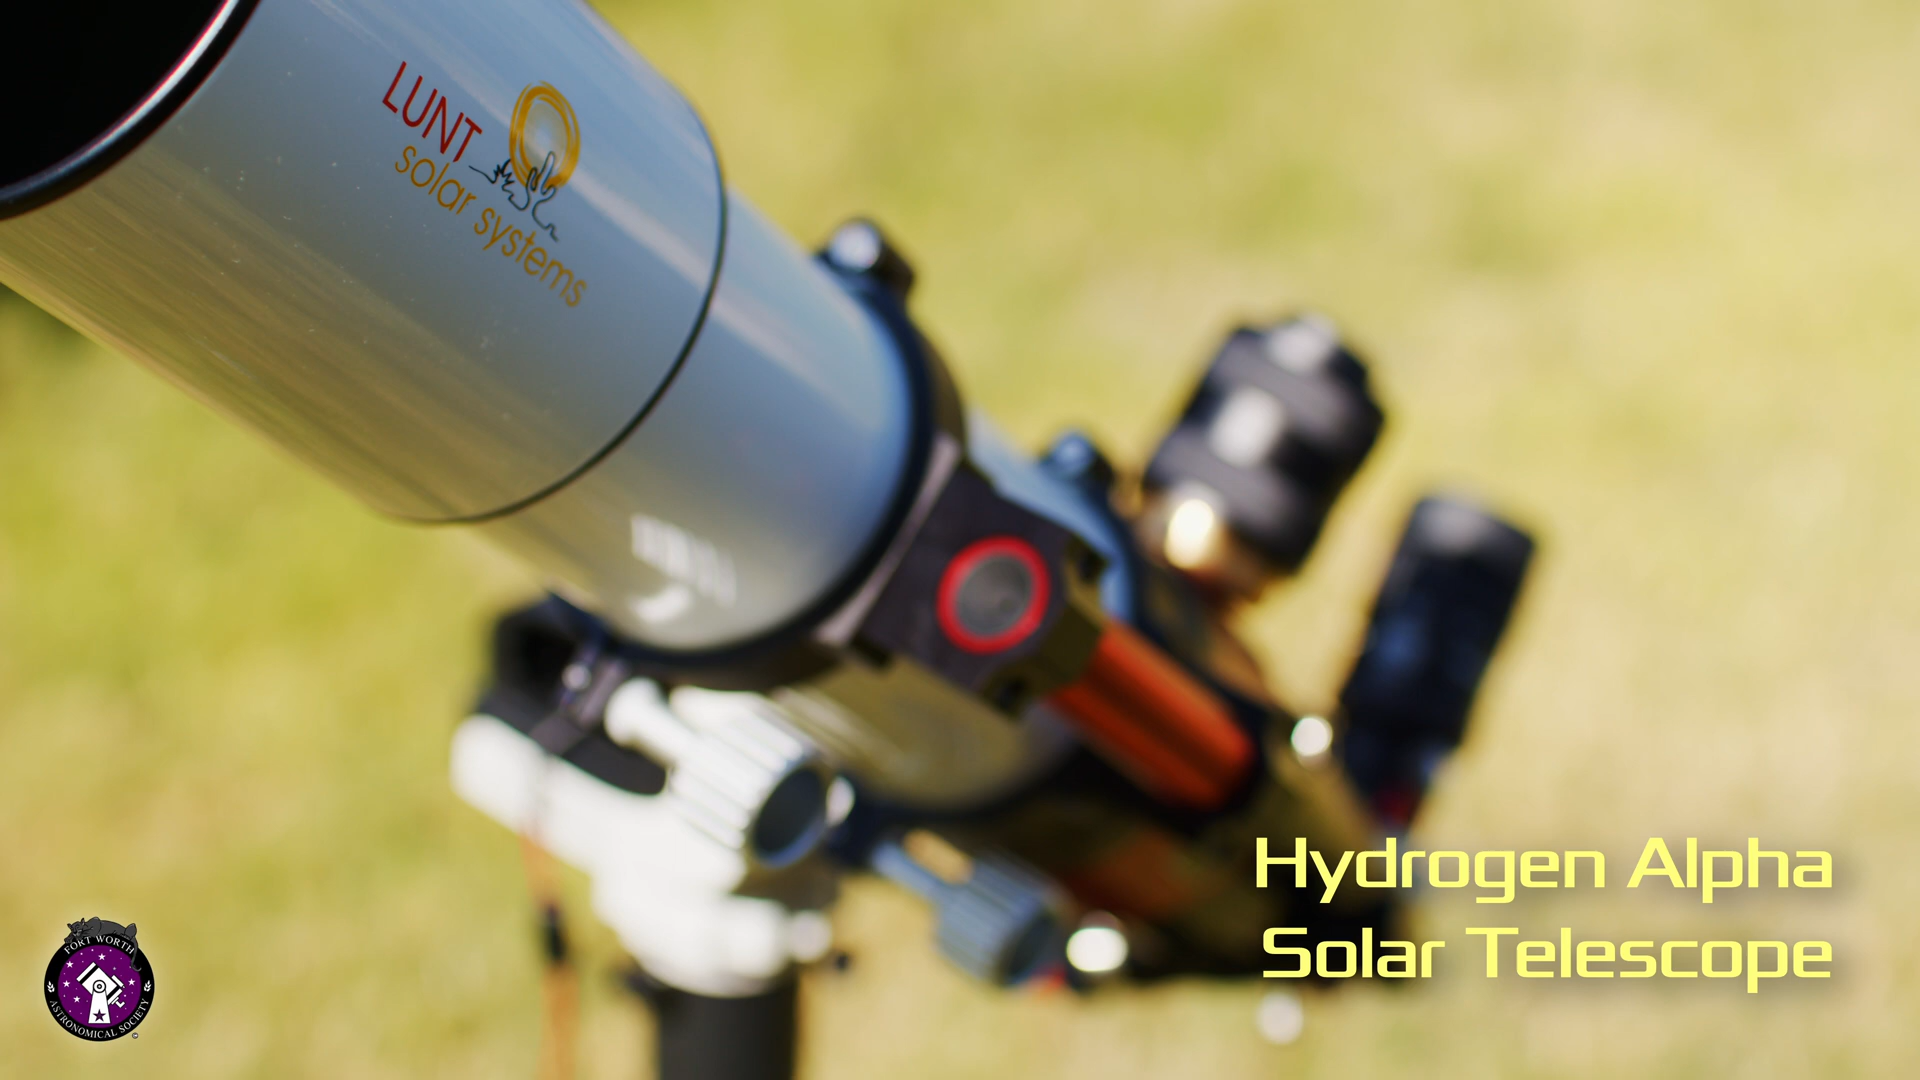 LUNT
solar systems
Hydrogen Alpha
Solar Telescope
FORT WORTH
ASTRONOMICAL SOCIETY
©